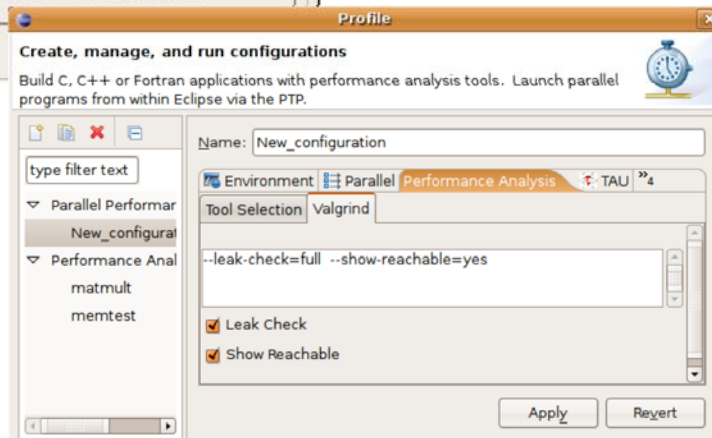 Profile
Create, manage, and run configurations
Build C, C++ or Fortran applications with performance analysis tools. Launch parallel
programs from within Eclipse via the PTP.
type filter text
Parallel Performar
New_configurat
Performance Anal
matmult
memtest
Name: New_configuration
Environment Parallel Performance Analysis TAU »4
Tool Selection Valgrind
--leak-check=full --show-reachable=yes
Leak Check
Show Reachable
Apply Revert